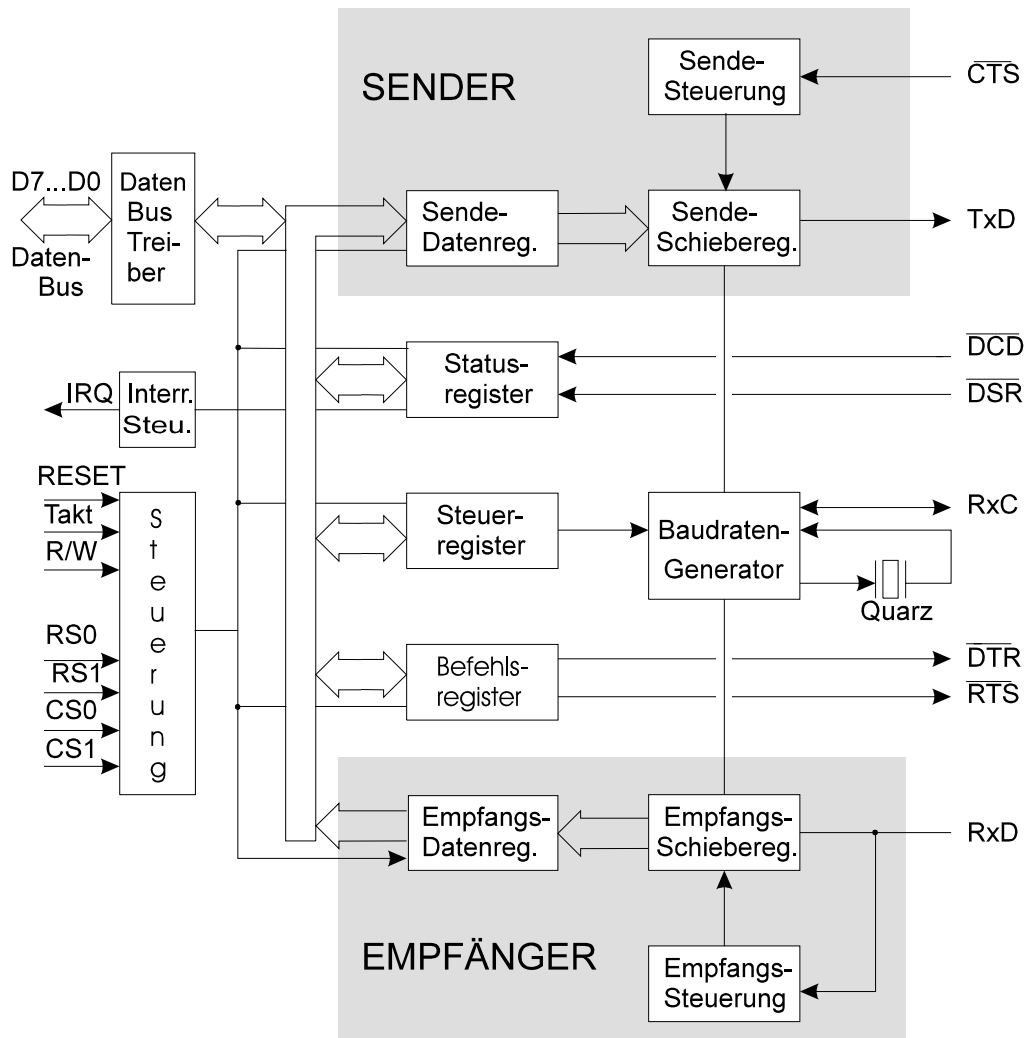 SENDER
Sende-
Steuerung
CTS
D7...D0
Daten
Bus
Trei-
ber
Daten-
Bus
Sende-
Datenreg.
Sende-
Schiebereg.
TxD
Status-
register
DCD
DSR
IRQ
Interr.
Steu.
RESET
Takt
R/W
RS0
RS1
CS0
CS1
Steuerung
Steuer-
register
Baudraten-
Generator
RxC
Quarz
Befehls-
register
DTR
RTS
Empfangs-
Datenreg.
Empfangs-
Schiebereg.
RxD
EMPFÄNGER
Empfangs-
Steuerung